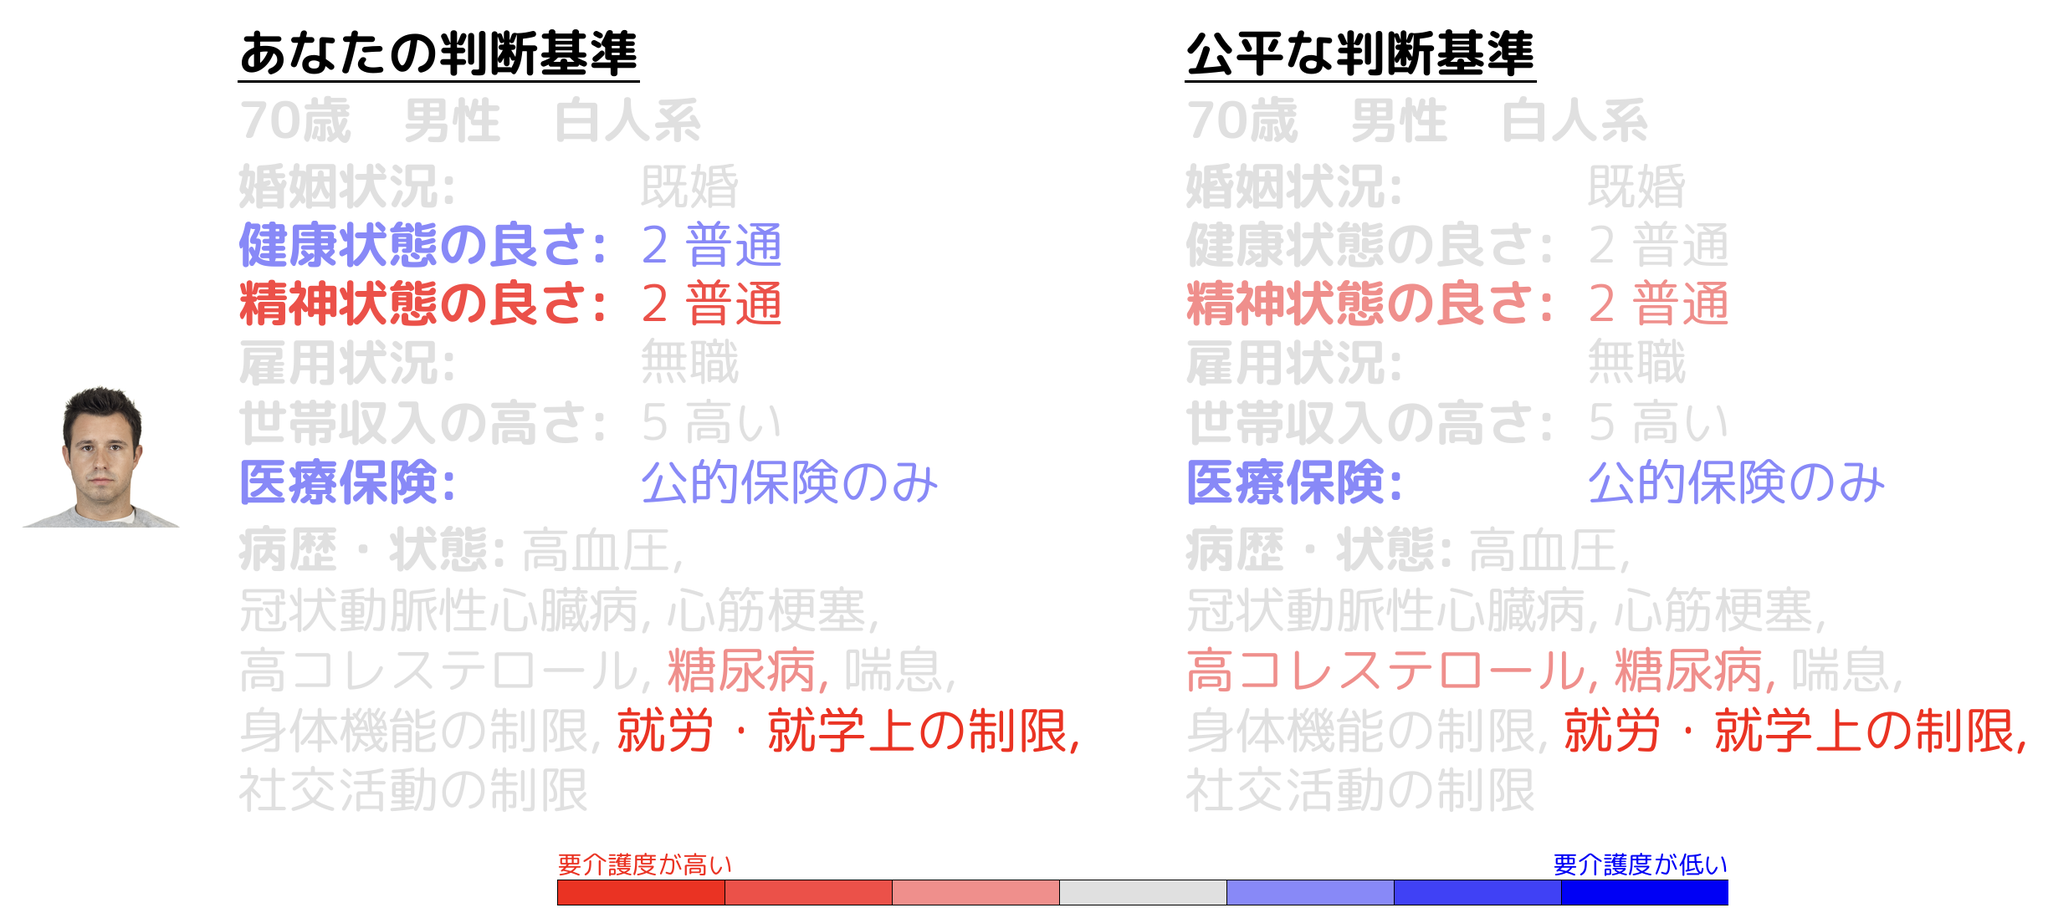 あなたの判断基準
70歳　男性　白人系
婚姻状況: 既婚
健康状態の良さ: 2 普通
精神状態の良さ: 2 普通
雇用状況: 無職
世帯収入の高さ: 5 高い
医療保険: 公的保険のみ
病歴・状態: 高血圧,
冠状動脈性心臓病, 心筋梗塞,
高コレステロール, 糖尿病, 喘息,
身体機能の制限, 就労・就学上の制限,
社交活動の制限
公平な判断基準
70歳　男性　白人系
婚姻状況: 既婚
健康状態の良さ: 2 普通
精神状態の良さ: 2 普通
雇用状況: 無職
世帯収入の高さ: 5 高い
医療保険: 公的保険のみ
病歴・状態: 高血圧,
冠状動脈性心臓病, 心筋梗塞,
高コレステロール, 糖尿病, 喘息,
身体機能の制限, 就労・就学上の制限,
社交活動の制限
要介護度が高い
要介護度が低い